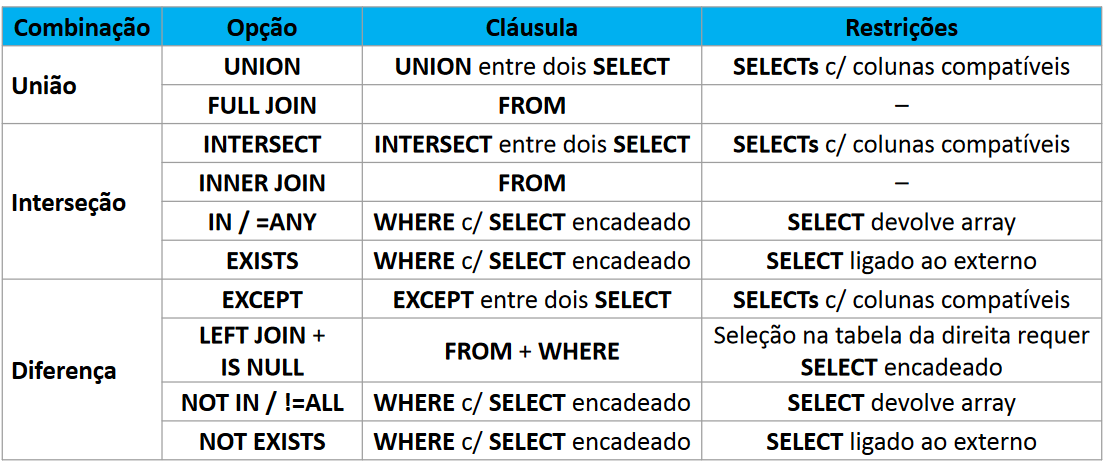 Combinação Opção Cláusula Restrições
União
UNION UNION entre dois SELECT SELECTs c/ colunas compatíveis
FULL JOIN FROM –
Interseção
INTERSECT INTERSECT entre dois SELECT SELECTs c/ colunas compatíveis
INNER JOIN FROM –
IN / =ANY WHERE c/ SELECT encadeado SELECT devolve array
EXISTS WHERE c/ SELECT encadeado SELECT ligado ao externo
Diferença
EXCEPT EXCEPT entre dois SELECT SELECTs c/ colunas compatíveis
LEFT JOIN +
IS NULL
FROM + WHERE
Seleção na tabela da direita requer
SELECT encadeado
NOT IN / !=ALL WHERE c/ SELECT encadeado SELECT devolve array
NOT EXISTS WHERE c/ SELECT encadeado SELECT ligado ao externo